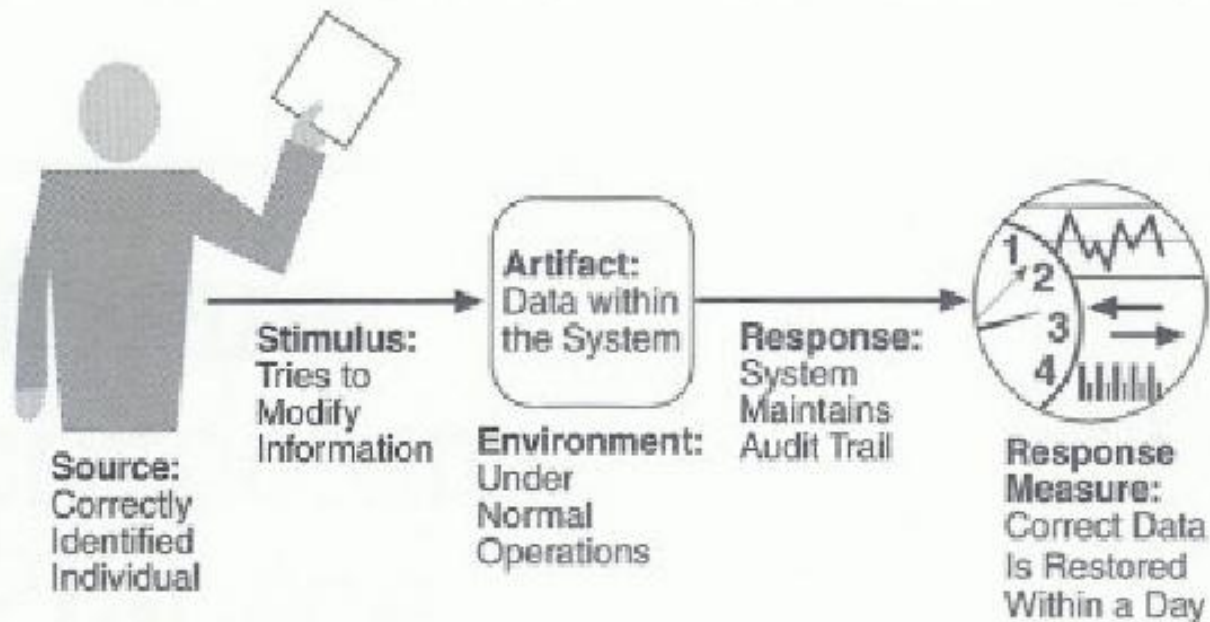 Source:
Correctly
Identified
Individual
Stimulus:
Tries to
Modify
Information
Artifact:
Data within
the System
Environment:
Under
Normal
Operations
Response:
System
Maintains
Audit Trail
1
2
3
4
Response
Measure:
Correct Data
Is Restored
Within a Day